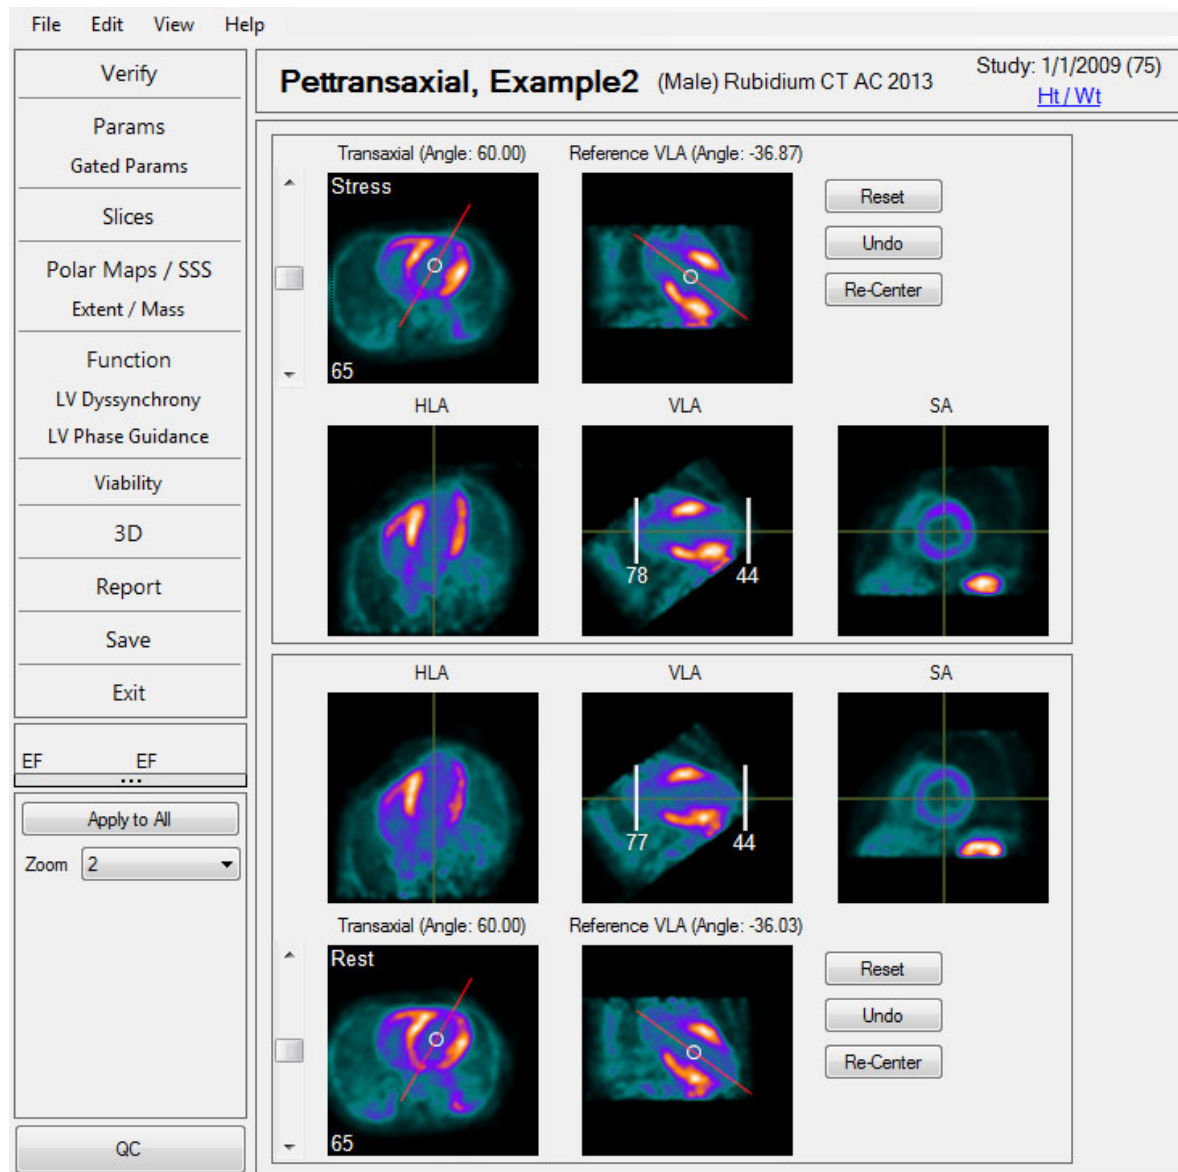 File Edit View Help
Verify
Params
Gated Params
Slices
Polar Maps / SSS
Extent / Mass
Function
LV Dyssynchrony
LV Phase Guidance
Viability
3D
Report
Save
Exit
EF EF
...
Apply to All
Zoom 2
QC
Pettransaxial, Example2 (Male) Rubidium CT AC 2013
Study: 1/1/2009 (75)
Ht / Wt
Transaxial (Angle: 60.00) Reference VLA (Angle: -36.87)
Stress
65
Reset
Undo
Re-Center
HLA VLA SA
78 44
HLA VLA SA
77 44
Transaxial (Angle: 60.00) Reference VLA (Angle: -36.03)
Rest
65
Reset
Undo
Re-Center